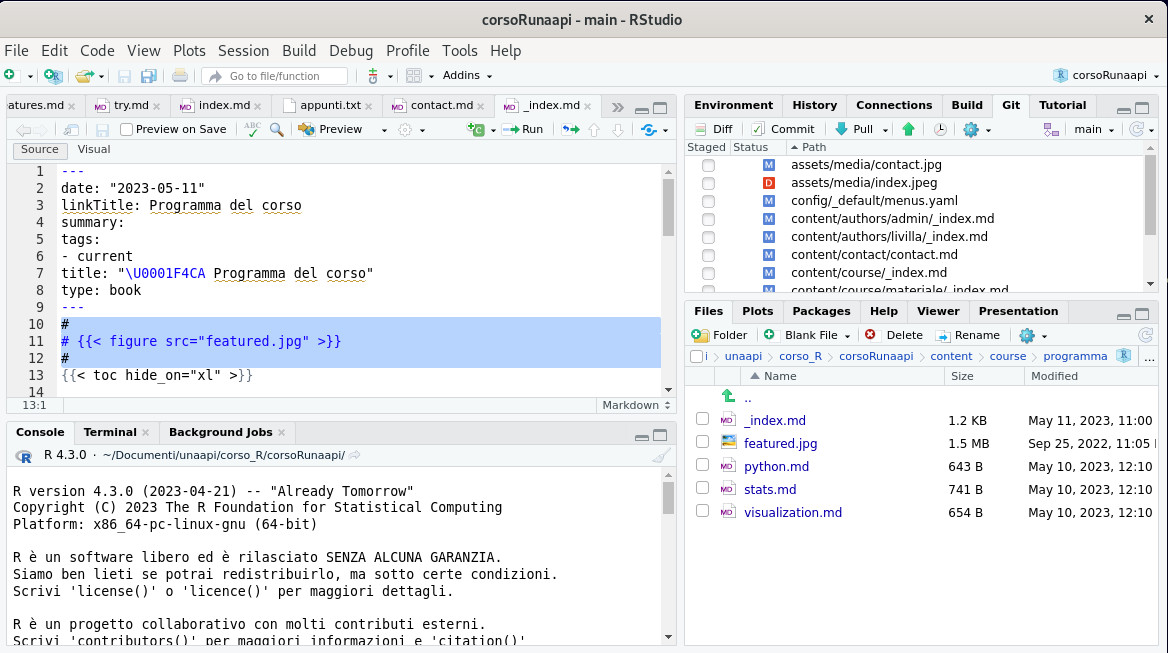 corsoRunaapi - main - RStudio
File Edit Code View Plots Session Build Debug Profile Tools Help
Go to file/function Addins corsoRunaapi
atures.md try.md index.md appunti.txt contact.md _index.md
Preview on Save ABC Preview Run
Source Visual
1 ---
2 date: "2023-05-11"
3 linkTitle: Programma del corso
4 summary:
5 tags:
6 - current
7 title: "\U0001F4CA Programma del corso"
8 type: book
9 ---
10 #
11 # {{< figure src="featured.jpg" >}}
12 #
13 {{< toc hide_on="xl" >}}
14
13:1 Markdown
Console Terminal Background Jobs
R 4.3.0 · ~/Documenti/unaapi/corso_R/corsoRunaapi/
R version 4.3.0 (2023-04-21) -- "Already Tomorrow"
Copyright (C) 2023 The R Foundation for Statistical Computing
Platform: x86_64-pc-linux-gnu (64-bit)
R è un software libero ed è rilasciato SENZA ALCUNA GARANZIA.
Siamo ben lieti se potrai redistribuirlo, ma sotto certe condizioni.
Scrivi 'license()' o 'licence()' per maggiori dettagli.
R è un progetto collaborativo con molti contributi esterni.
Scrivi 'contributors()' per maggiori informazioni e 'citation()'
Environment History Connections Build Git Tutorial
Diff Commit Pull main
Staged Status Path
M assets/media/contact.jpg
D assets/media/index.jpeg
M config/_default/menus.yaml
M content/authors/admin/_index.md
M content/authors/livilla/_index.md
M content/contact/contact.md
M content/course/_index.md
M content/course/materiale/_index.md
Files Plots Packages Help Viewer Presentation
Folder Blank File Delete Rename
i unaapi corso_R corsoRunaapi content course programma ...
Name Size Modified
..
MD _index.md 1.2 KB May 11, 2023, 11:00
featured.jpg 1.5 MB Sep 25, 2022, 11:05
MD python.md 643 B May 10, 2023, 12:10
MD stats.md 741 B May 10, 2023, 12:10
MD visualization.md 654 B May 10, 2023, 12:10